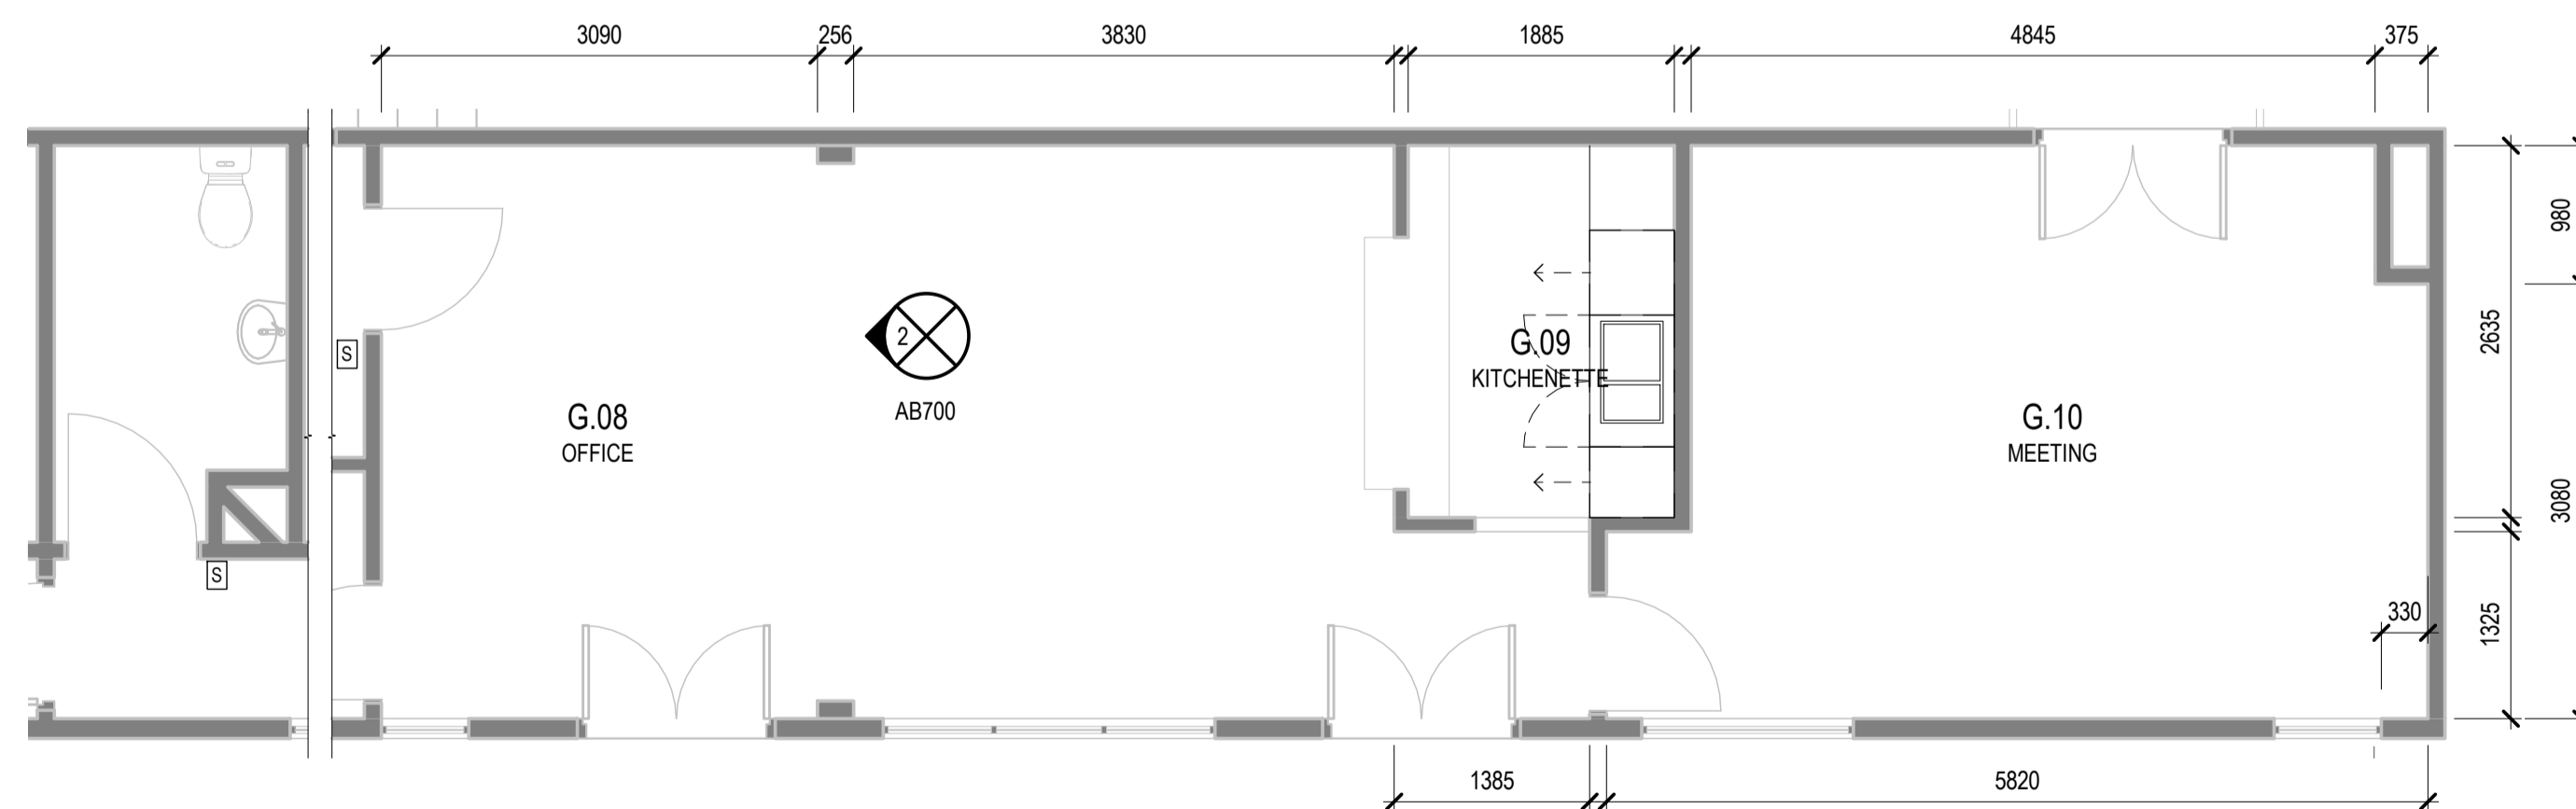 3090
256
3830
1885
4845
375
980
2635
S
2
G.09
KITCHENETTE
AB700
G.08
OFFICE
G.10
MEETING
3080
S
330
1325
1385
5820